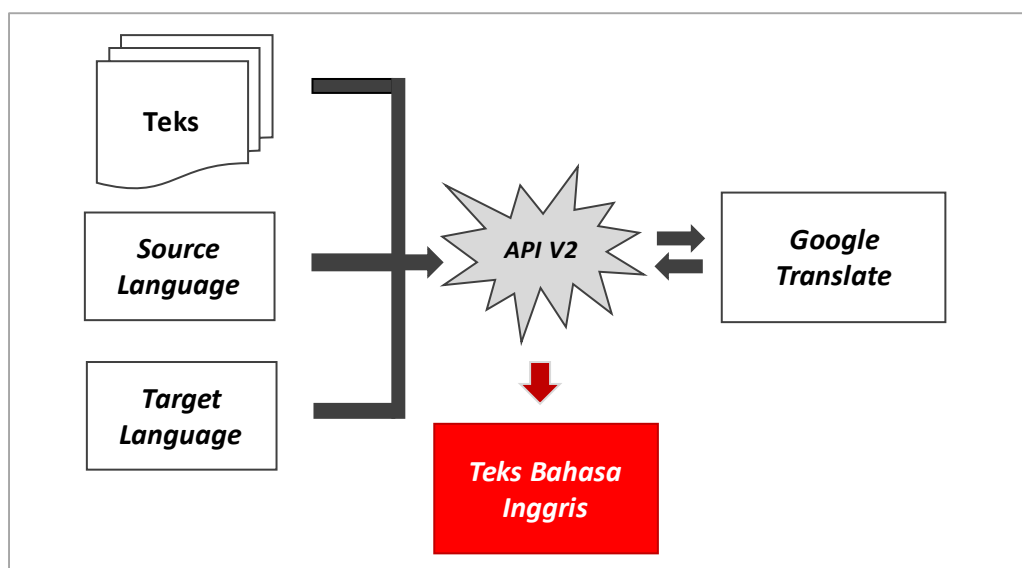 Teks
Source
Language
Target
Language
API V2
Google
Translate
Teks Bahasa
Inggris